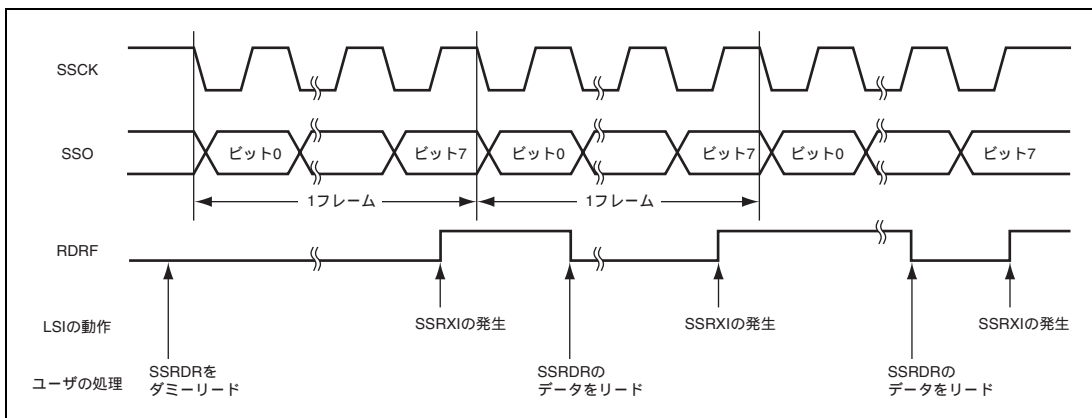 SSCK
SSO
ビット0
ビット7
ビット0
ビット7
ビット0
ビット7
1フレーム
1フレーム
RDRF
LSIの動作
SSRXIの発生
SSRXIの発生
SSRXIの発生
ユーザの処理
SSRDRを
ダミーリード
SSRDRの
データをリード
SSRDRの
データをリード